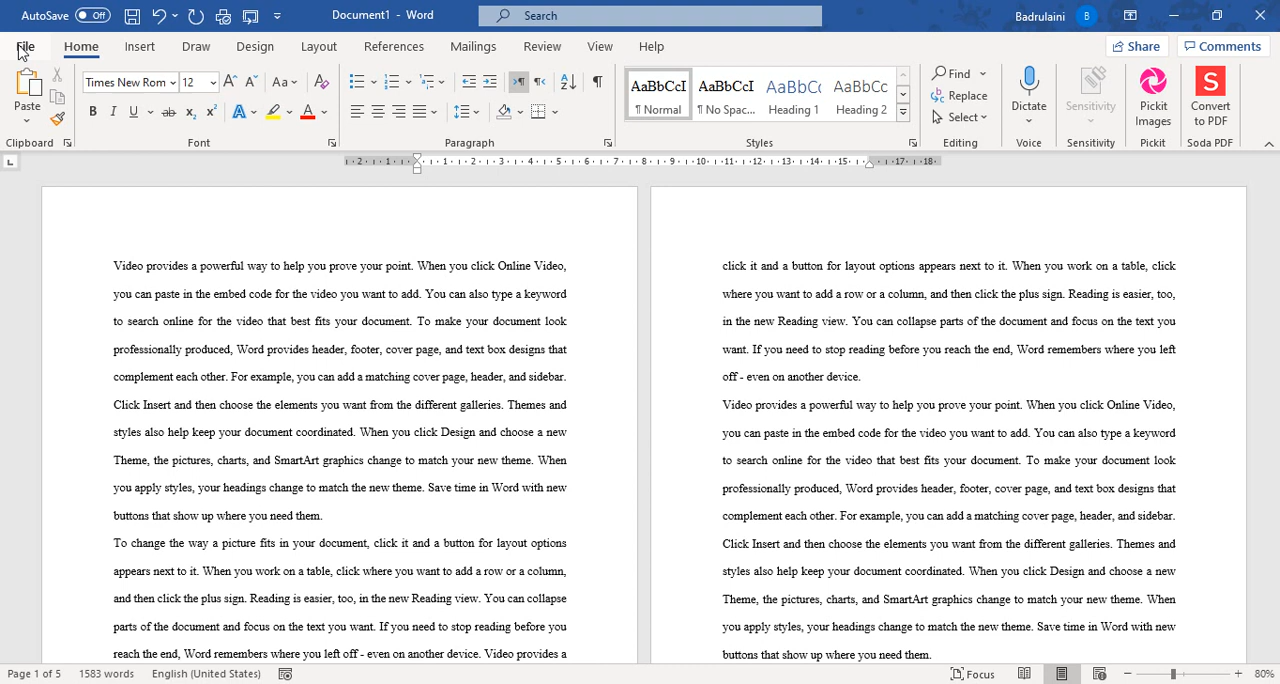 AutoSave Off Document1 - Word Search Badrulaini B
File Home Insert Draw Design Layout References Mailings Review View Help Share Comments
Times New Rom 12 Aa AaBbCcI AaBbCcI AaBbCc AaBbCc Find
Paste Replace Dictate Sensitivity Pickit Convert
B I U ab x₂ x² A A ¶ Normal ¶ No Spac... Heading 1 Heading 2 Select Images to PDF
Clipboard Font Paragraph Styles Editing Voice Sensitivity Pickit Soda PDF
2 1 1 2 3 4 5 6 7 8 9 10 11 12 13 14 15 17 18
Video provides a powerful way to help you prove your point. When you click Online Video,
you can paste in the embed code for the video you want to add. You can also type a keyword
to search online for the video that best fits your document. To make your document look
professionally produced, Word provides header, footer, cover page, and text box designs that
complement each other. For example, you can add a matching cover page, header, and sidebar.
Click Insert and then choose the elements you want from the different galleries. Themes and
styles also help keep your document coordinated. When you click Design and choose a new
Theme, the pictures, charts, and SmartArt graphics change to match your new theme. When
you apply styles, your headings change to match the new theme. Save time in Word with new
buttons that show up where you need them.
To change the way a picture fits in your document, click it and a button for layout options
appears next to it. When you work on a table, click where you want to add a row or a column,
and then click the plus sign. Reading is easier, too, in the new Reading view. You can collapse
parts of the document and focus on the text you want. If you need to stop reading before you
reach the end, Word remembers where you left off - even on another device. Video provides a
click it and a button for layout options appears next to it. When you work on a table, click
where you want to add a row or a column, and then click the plus sign. Reading is easier, too,
in the new Reading view. You can collapse parts of the document and focus on the text you
want. If you need to stop reading before you reach the end, Word remembers where you left
off - even on another device.
Video provides a powerful way to help you prove your point. When you click Online Video,
you can paste in the embed code for the video you want to add. You can also type a keyword
to search online for the video that best fits your document. To make your document look
professionally produced, Word provides header, footer, cover page, and text box designs that
complement each other. For example, you can add a matching cover page, header, and sidebar.
Click Insert and then choose the elements you want from the different galleries. Themes and
styles also help keep your document coordinated. When you click Design and choose a new
Theme, the pictures, charts, and SmartArt graphics change to match your new theme. When
you apply styles, your headings change to match the new theme. Save time in Word with new
buttons that show up where you need them.
Page 1 of 5 1583 words English (United States) Focus 80%